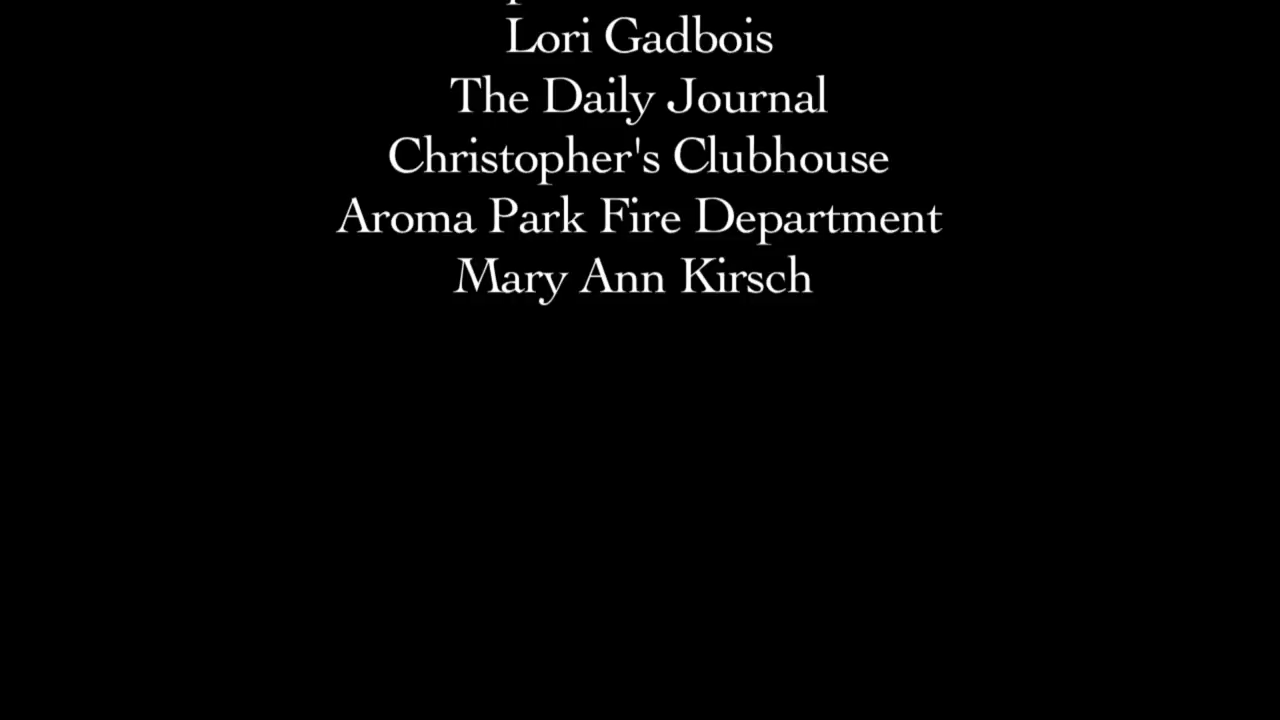 Lori Gadbois
The Daily Journal
Christopher's Clubhouse
Aroma Park Fire Department
Mary Ann Kirsch